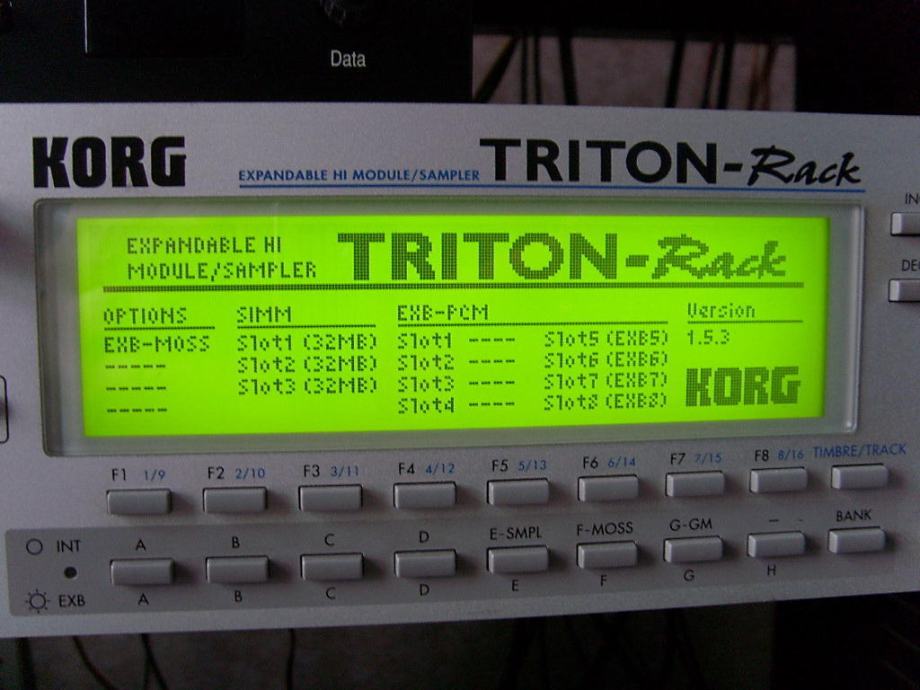 Data
KORG
EXPANDABLE HI MODULE/SAMPLER TRITON-Rack
EXPANDABLE HI
MODULE/SAMPLER
TRITON-Rack
OPTIONS SIMM EXB-PCM Version
EXB-MOSS Slot1 (32MB) Slot1 ---- Slot5 (EXB5) 1.5.3
----- Slot2 (32MB) Slot2 ---- Slot6 (EXB6)
----- Slot3 (32MB) Slot3 ---- Slot7 (EXB7)
----- Slot4 ---- Slot8 (EXB8)
KORG
F1 1/9 F2 2/10 F3 3/11 F4 4/12 F5 5/13 F6 6/14 F7 7/15 F8 8/16 TIMBRE/TRACK
INT A B C D E-SMPL F-MOSS G-GM — - BANK
EXB A B C D E F G H